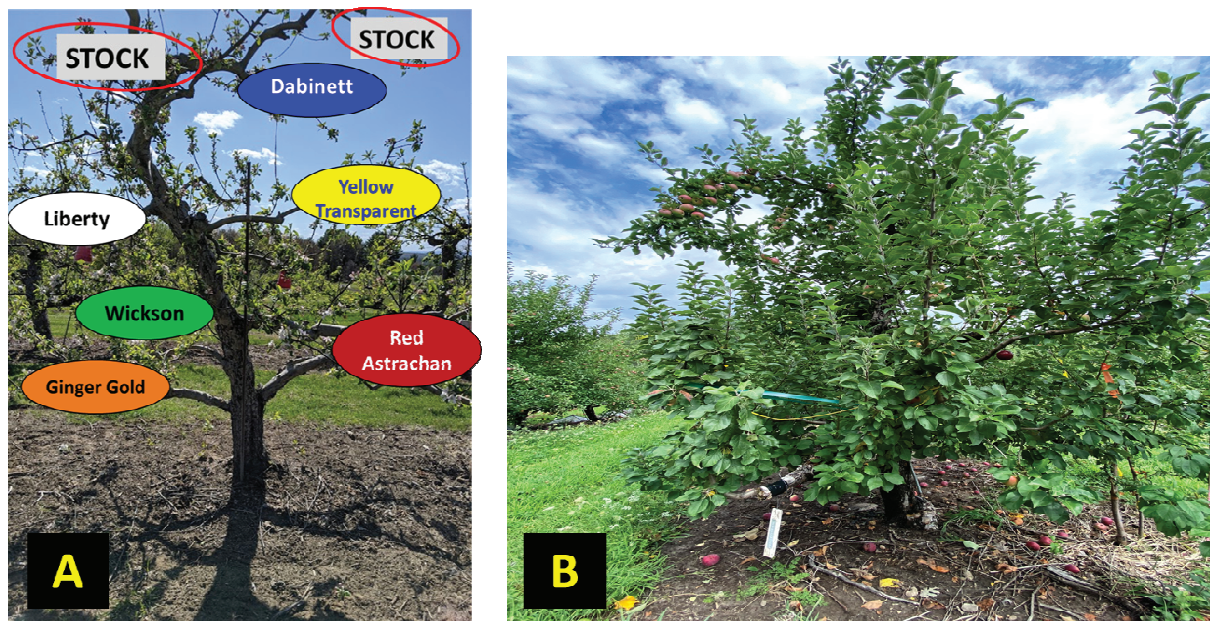 STOCK
STOCK
Dabinett
Yellow
Transparent
Liberty
Wickson
Red
Astrachan
Ginger Gold
A
B